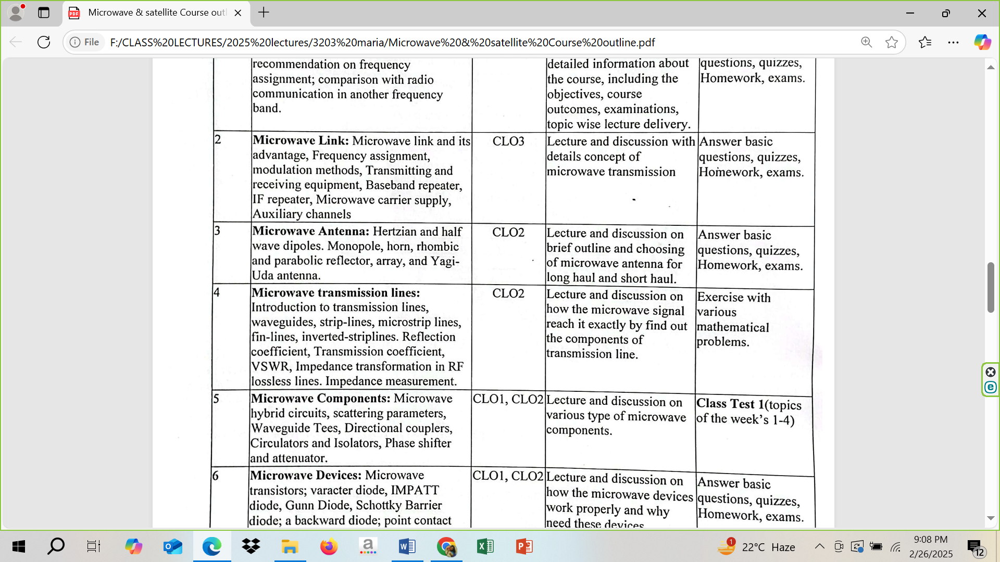 Microwave & satellite Course outl
File
F:/CLASS%20LECTURES/2025%20lectures/3203%20maria/Microwave%20&%20satellite%20Course%20outline.pdf
recommendation on frequency
assignment; comparison with radio
communication in another frequency
band.
detailed information about
the course, including the
objectives, course
outcomes, examinations,
topic wise lecture delivery.
questions, quizzes,
Homework, exams.
2
Microwave Link: Microwave link and its
advantage, Frequency assignment,
modulation methods, Transmitting and
receiving equipment, Baseband repeater,
IF repeater, Microwave carrier supply,
Auxiliary channels
CLO3
Lecture and discussion with
details concept of
microwave transmission
Answer basic
questions, quizzes,
Homework, exams.
3
Microwave Antenna: Hertzian and half
wave dipoles. Monopole, horn, rhombic
and parabolic reflector, array, and Yagi-
Uda antenna.
CLO2
Lecture and discussion on
brief outline and choosing
of microwave antenna for
long haul and short haul.
Answer basic
questions, quizzes,
Homework, exams.
4
Microwave transmission lines:
Introduction to transmission lines,
waveguides, strip-lines, microstrip lines,
fin-lines, inverted-striplines. Reflection
coefficient, Transmission coefficient,
VSWR, Impedance transformation in RF
lossless lines. Impedance measurement.
CLO2
Lecture and discussion on
how the microwave signal
reach it exactly by find out
the components of
transmission line.
Exercise with
various
mathematical
problems.
5
Microwave Components: Microwave
hybrid circuits, scattering parameters,
Waveguide Tees, Directional couplers,
Circulators and Isolators, Phase shifter
and attenuator.
CLO1, CLO2
Lecture and discussion on
various type of microwave
components.
Class Test 1(topics
of the week's 1-4)
6
Microwave Devices: Microwave
transistors; varacter diode, IMPATT
diode, Gunn Diode, Schottky Barrier
diode; a backward diode; point contact
CLO1, CLO2
Lecture and discussion on
how the microwave devices
work properly and why
need these devices
Answer basic
questions, quizzes,
Homework, exams.
1
22°C Haze
9:08 PM
2/26/2025
12